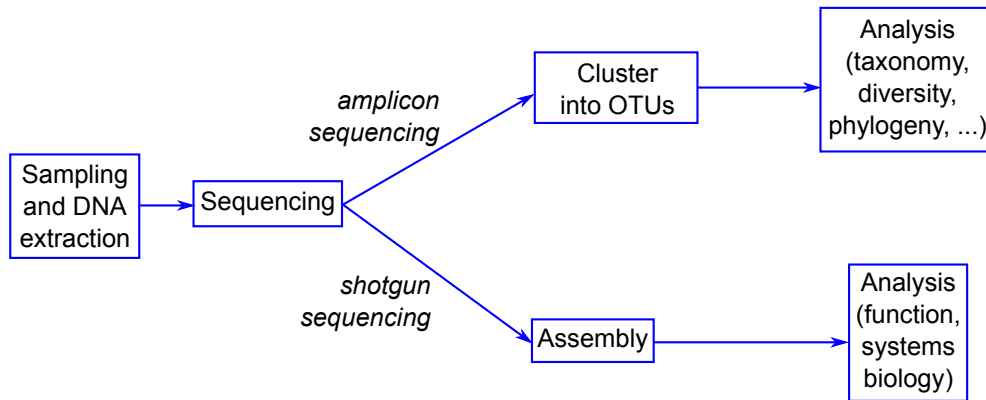 Sampling
and DNA
extraction
Sequencing
amplicon
sequencing
Cluster
into OTUs
Analysis
(taxonomy,
diversity,
phylogeny, ...)
shotgun
sequencing
Assembly
Analysis
(function,
systems
biology)